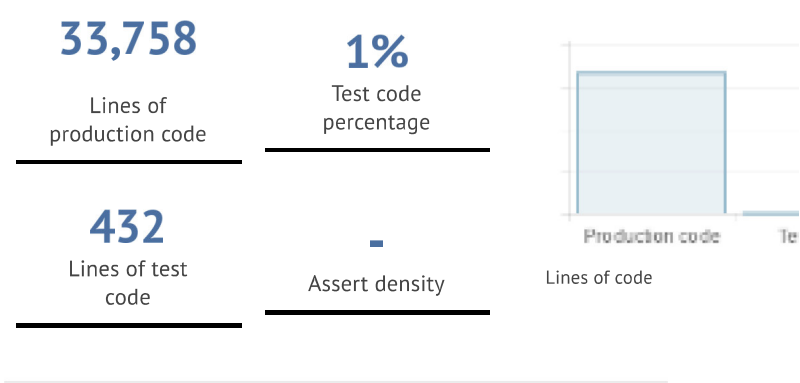 33,758
Lines of
production code
1%
Test code
percentage
432
Lines of test
code
-
Assert density
Production code
Te
Lines of code